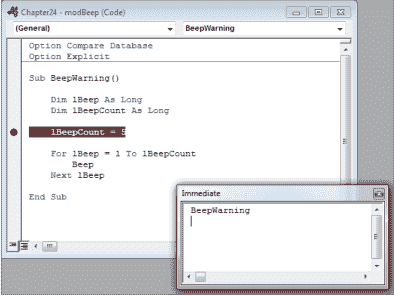 Chapter24 - modBeep (Code)
(General) BeepWarning
Option Compare Database
Option Explicit
Sub BeepWarning()
Dim lBeep As Long
Dim lBeepCount As Long
lBeepCount = 5
For lBeep = 1 To lBeepCount
Beep
Next lBeep
End Sub
Immediate
BeepWarning